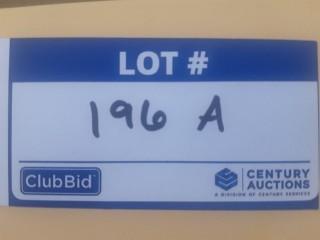 LOT #
196 A
ClubBid
CENTURY
AUCTIONS
A DIVISION OF CENTURY SERVICES